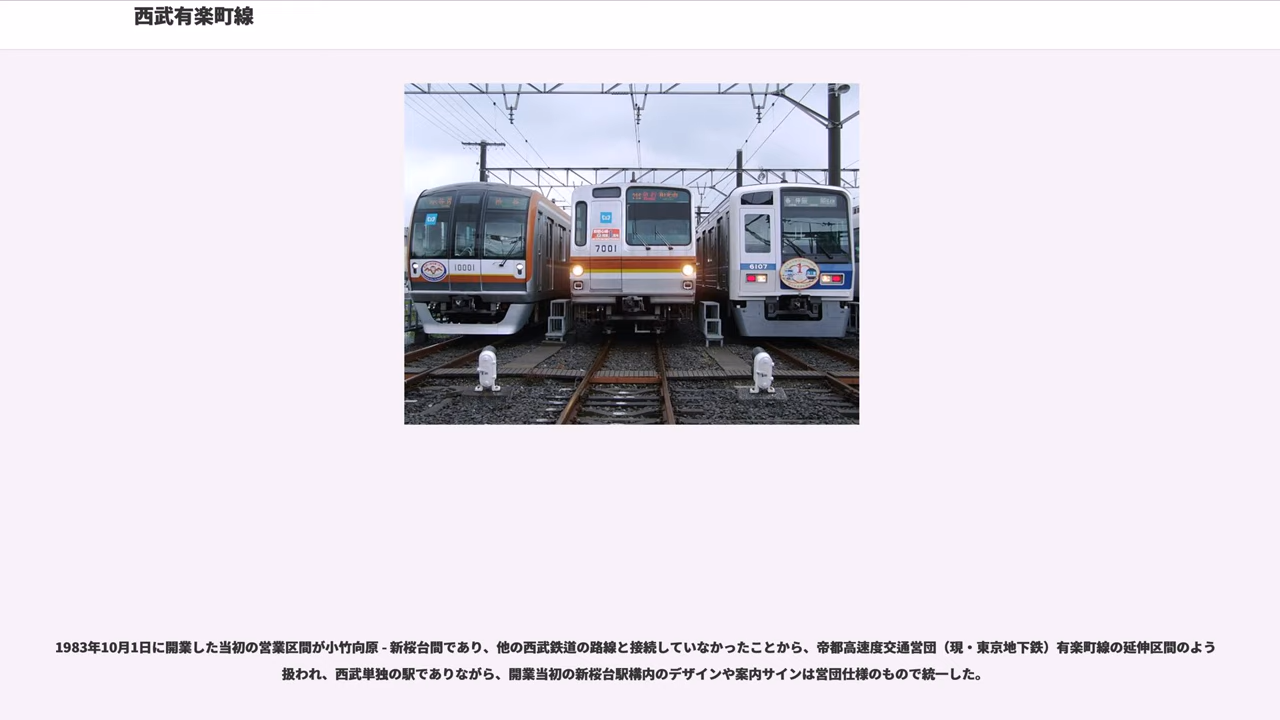 西武有楽町線
10001
7001
6107
1983年10月1日に開業した当初の営業区間が小竹向原 - 新桜台間であり、他の西武鉄道の路線と接続していなかったことから、帝都高速度交通営団（現・東京地下鉄）有楽町線の延伸区間のよう
扱われ、西武単独の駅でありながら、開業当初の新桜台駅構内のデザインや案内サインは営団仕様のもので統一した。